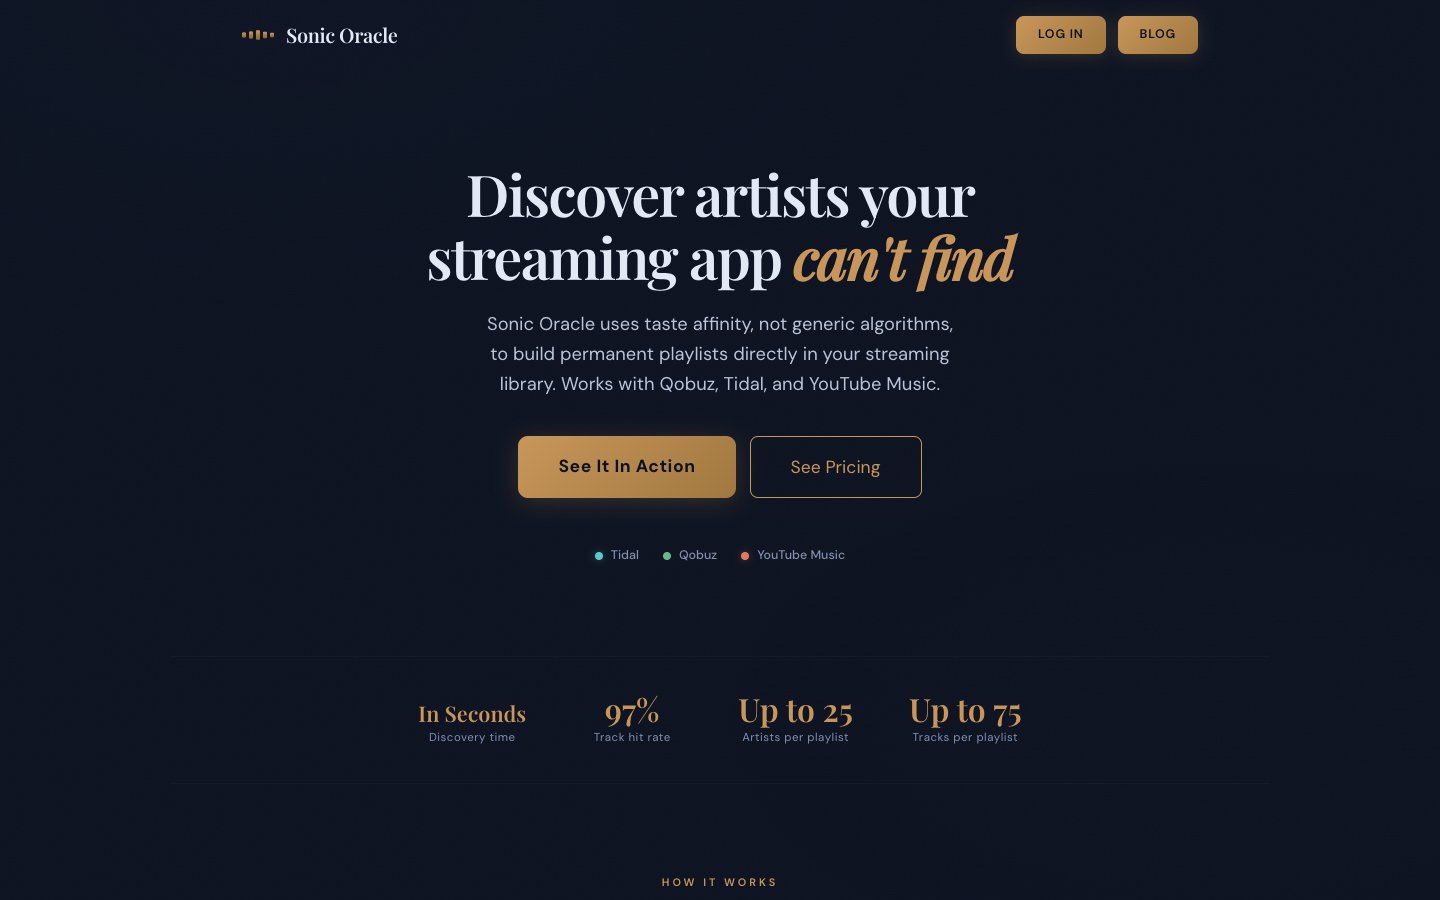 Sonic Oracle
LOG IN
BLOG
Discover artists your
streaming app can't find
Sonic Oracle uses taste affinity, not generic algorithms,
to build permanent playlists directly in your streaming
library. Works with Qobuz, Tidal, and YouTube Music.
See It In Action
See Pricing
Tidal
Qobuz
YouTube Music
In Seconds
Discovery time
97%
Track hit rate
Up to 25
Artists per playlist
Up to 75
Tracks per playlist
HOW IT WORKS